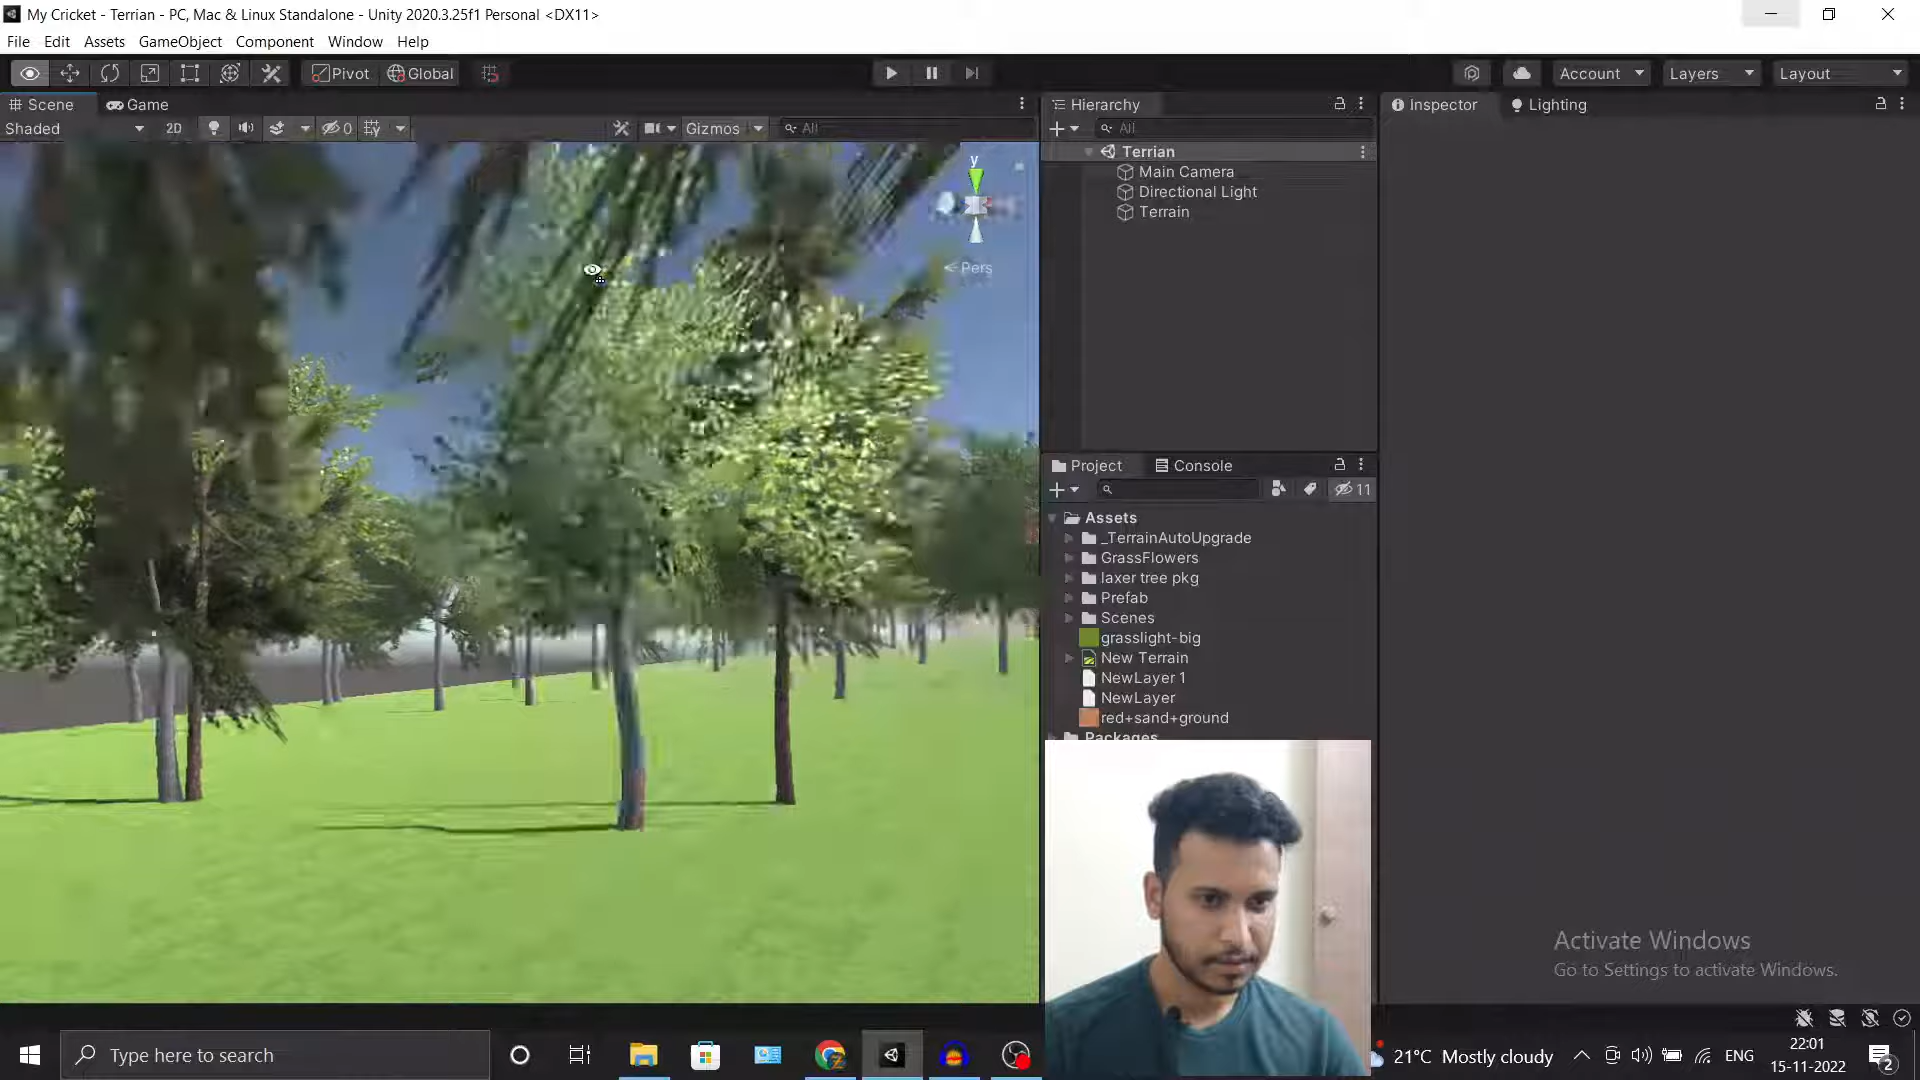 My Cricket - Terrian - PC, Mac & Linux Standalone - Unity 2020.3.25f1 Personal <DX11>
File Edit Assets GameObject Component Window Help
Pivot Global Account Layers Layout
Scene Game
Shaded 2D 0 Gizmos All
y
Pers
Hierarchy
All
Terrian
Main Camera
Directional Light
Terrain
Project Console
11
Assets
_TerrainAutoUpgrade
GrassFlowers
laxer tree pkg
Prefab
Scenes
grasslight-big
New Terrain
NewLayer 1
NewLayer
red+sand+ground
Packages
Inspector Lighting
Activate Windows
Go to Settings to activate Windows.
Type here to search
21°C Mostly cloudy
ENG
22:01
15-11-2022
2